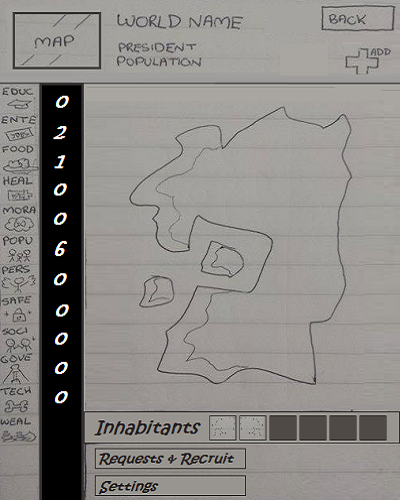 MAP
WORLD NAME
PRESIDENT
POPULATION
BACK
ADD
EDUC 0
ENTE 2
FOOD 1
HEAL 0
MORA 0
POPU 6
PERS 0
SAFE 0
SOCI 0
GOVE 0
TECH 0
WEAL
Inhabitants
Requests & Recruit
Settings